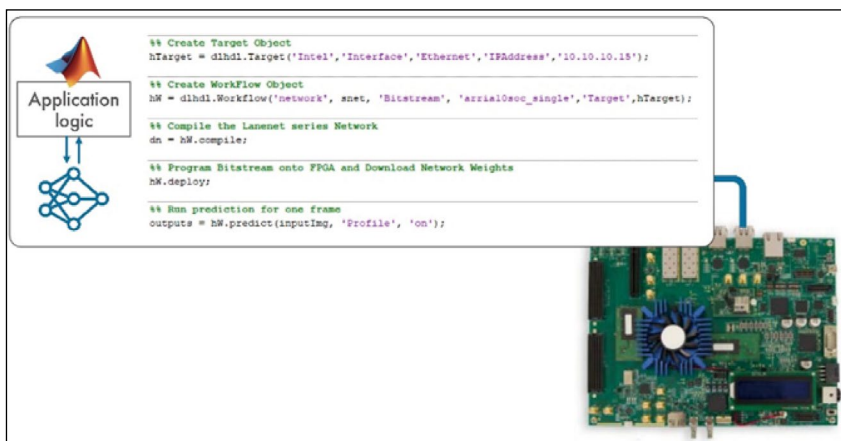 %% Create Target Object
hTarget = dlhdl.Target('Intel','Interface','Ethernet','IPAddress','10.10.10.15');
Application
logic
%% Create WorkFlow Object
hW = dlhdl.Workflow('network', snet, 'Bitstream', 'arria10soc_single','Target',hTarget);
%% Compile the Lanenet series Network
dn = hW.compile;
%% Program Bitstream onto FPGA and Download Network Weights
hW.deploy;
%% Run prediction for one frame
outputs = hW.predict(inputImg, 'Profile', 'on');